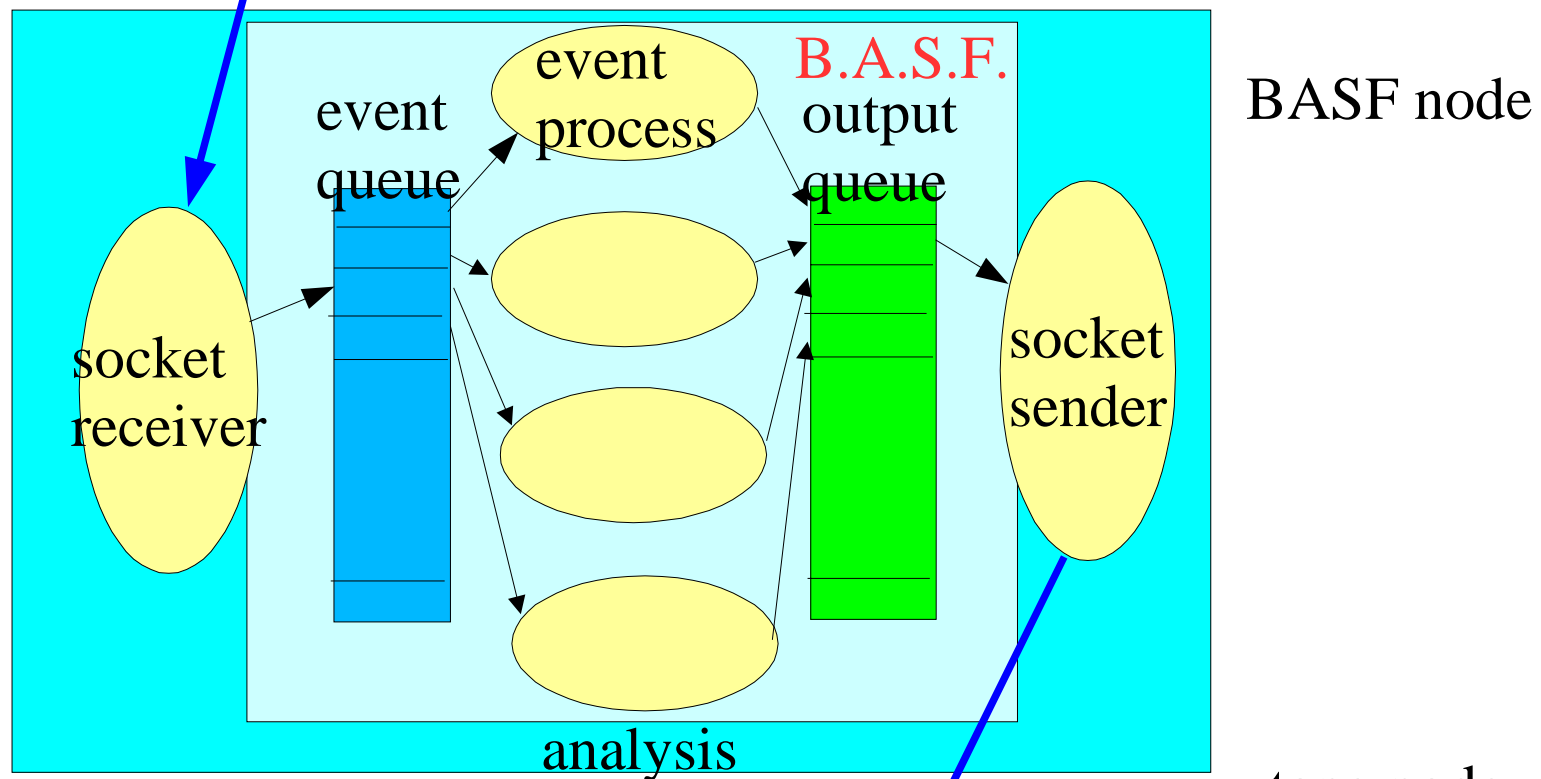 event
process
B.A.S.F.
event
queue
output
queue
BASF node
socket
receiver
socket
sender
analysis